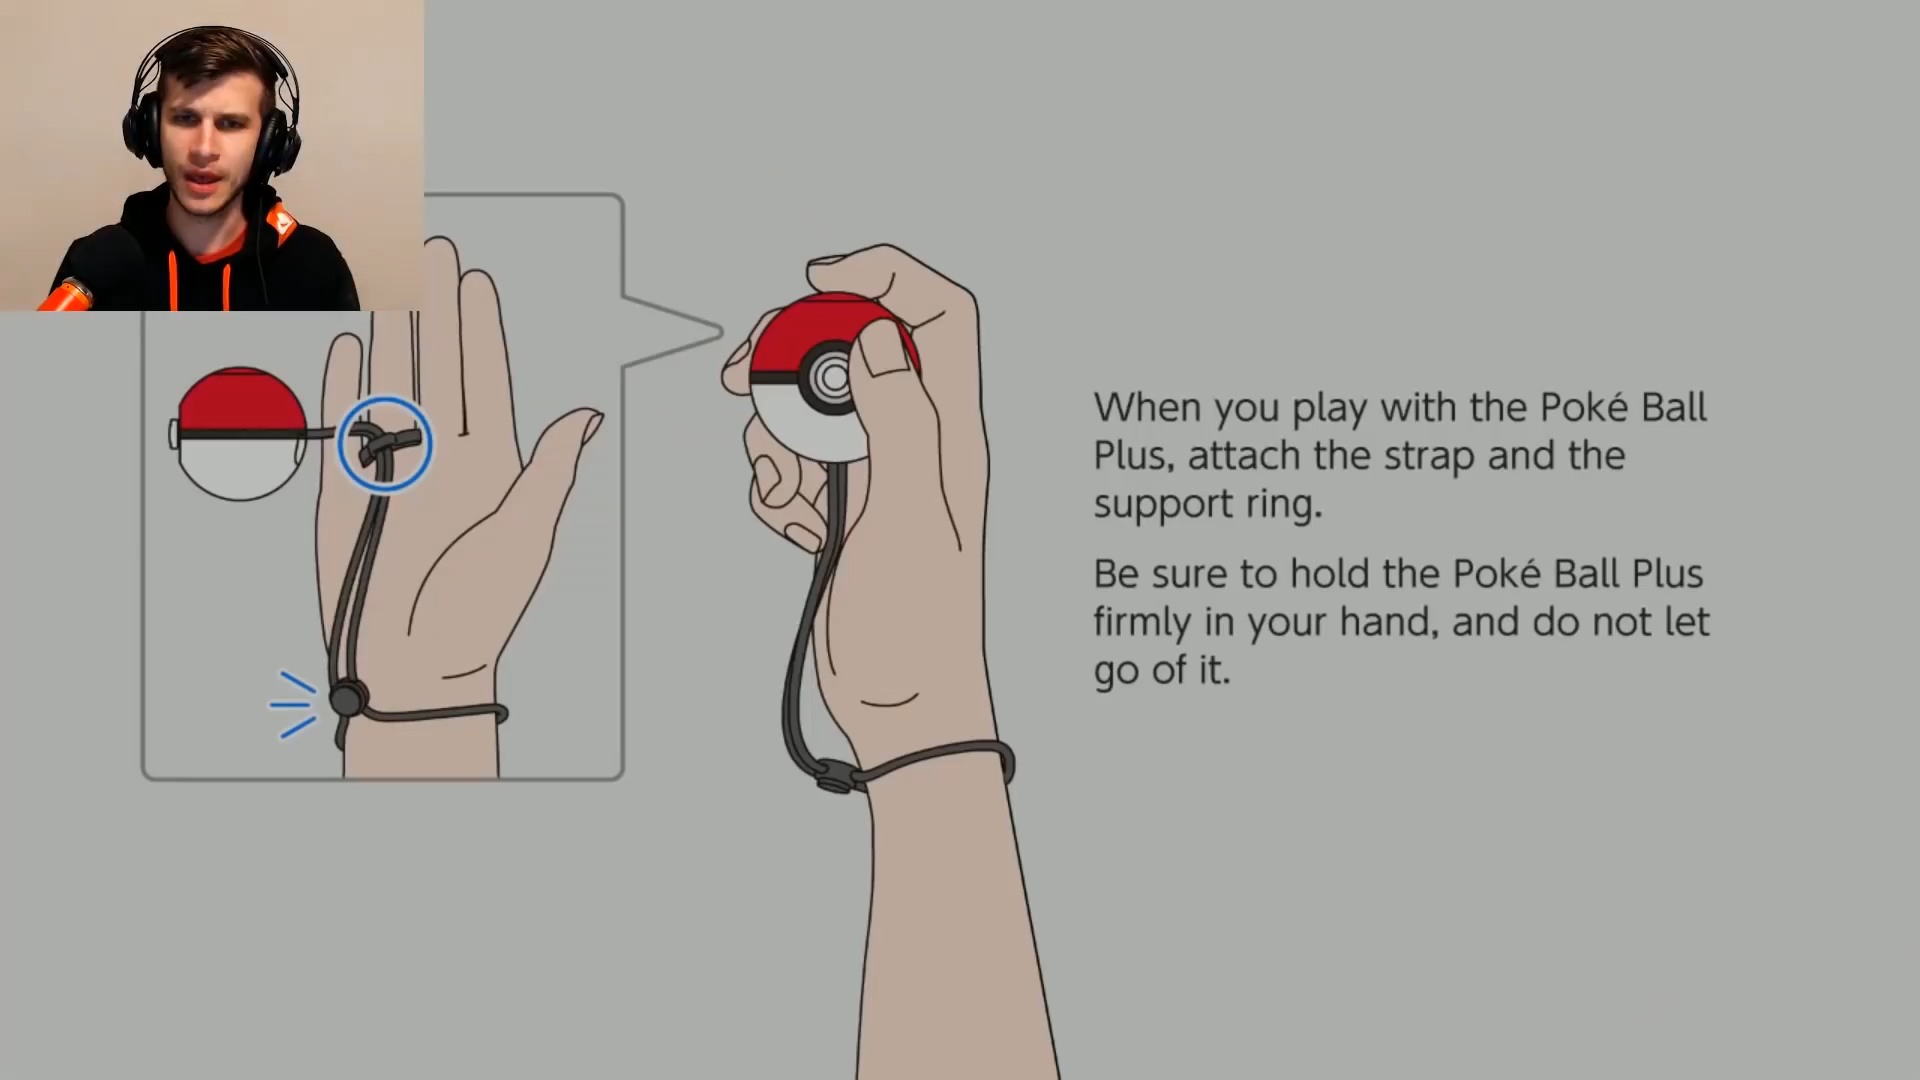 When you play with the Poké Ball
Plus, attach the strap and the
support ring.
Be sure to hold the Poké Ball Plus
firmly in your hand, and do not let
go of it.